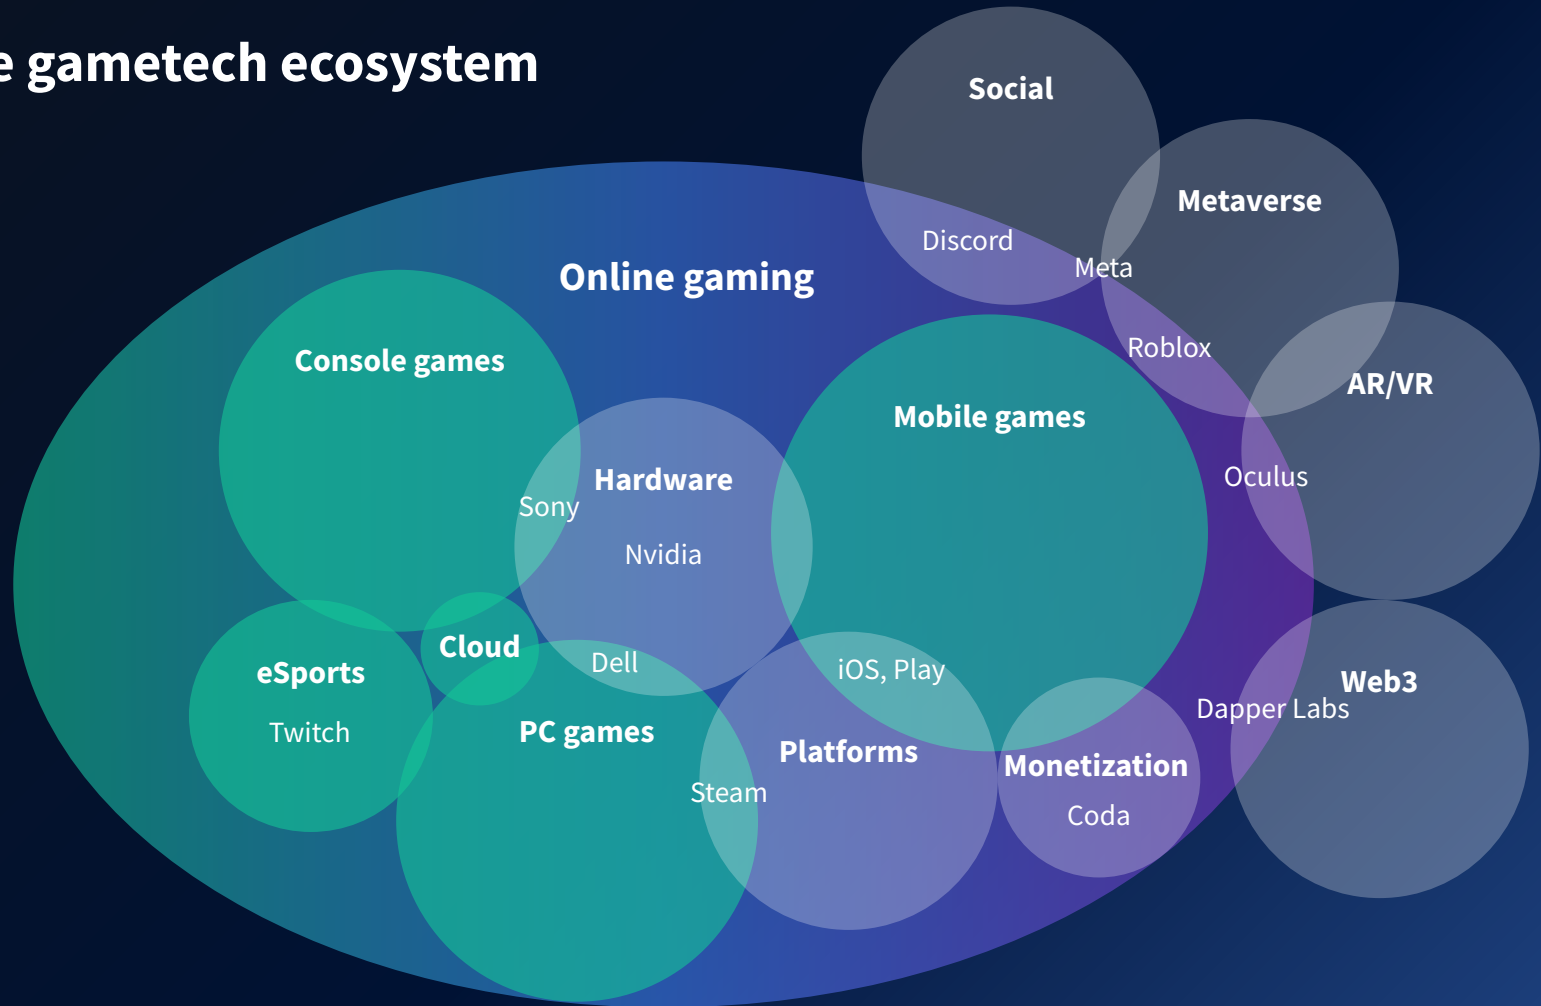 e gametech ecosystem
Social
Metaverse
Discord
Meta
Online gaming
Roblox
Console games
AR/VR
Mobile games
Hardware
Oculus
Sony
Nvidia
Cloud
Dell
iOS, Play
eSports
Web3
Twitch
PC games
Dapper Labs
Platforms
Monetization
Steam
Coda